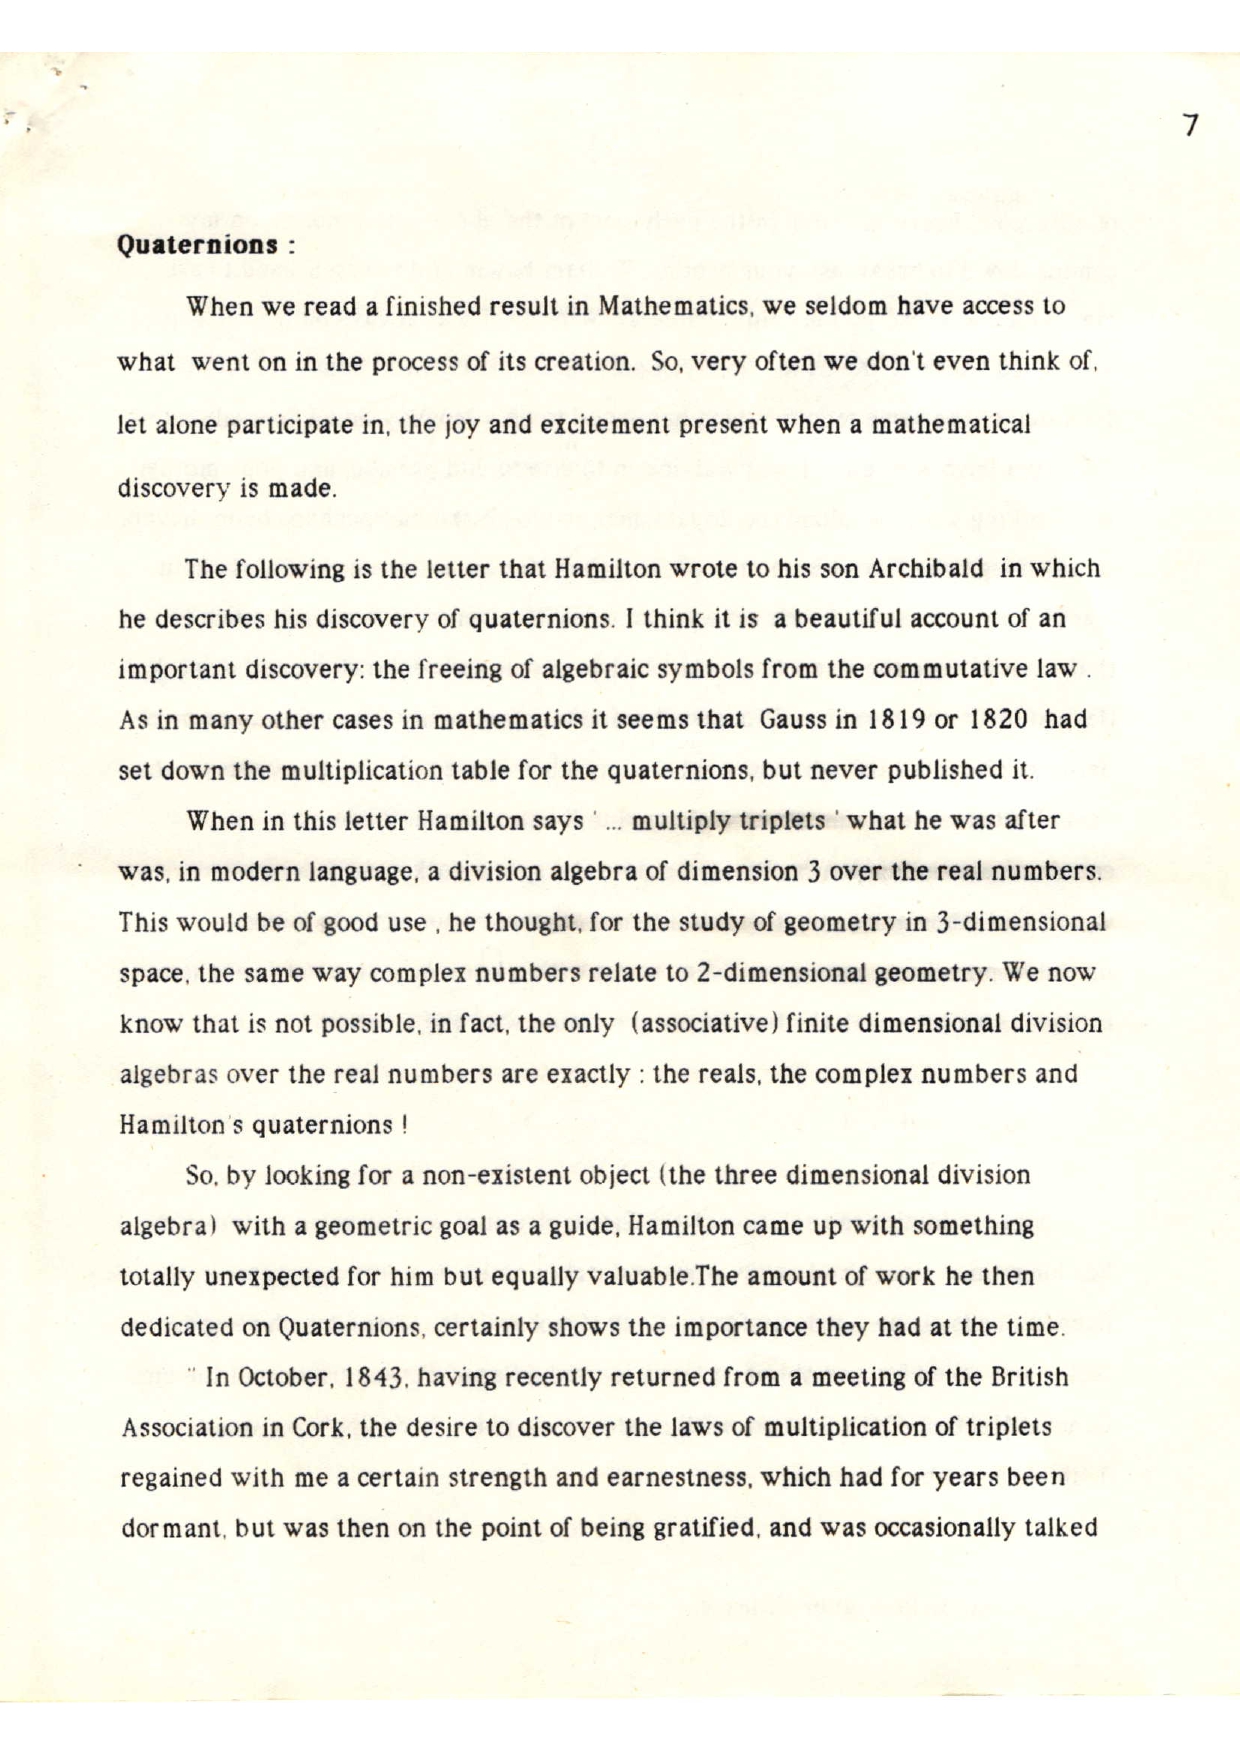 7
Quaternions :
When we read a finished result in Mathematics, we seldom have access to
what went on in the process of its creation. So, very often we don't even think of,
let alone participate in, the joy and excitement present when a mathematical
discovery is made.
The following is the letter that Hamilton wrote to his son Archibald in which
he describes his discovery of quaternions. I think it is a beautiful account of an
important discovery: the freeing of algebraic symbols from the commutative law .
As in many other cases in mathematics it seems that Gauss in 1819 or 1820 had
set down the multiplication table for the quaternions, but never published it.
When in this letter Hamilton says ' ... multiply triplets ' what he was after
was, in modern language, a division algebra of dimension 3 over the real numbers.
This would be of good use , he thought, for the study of geometry in 3-dimensional
space, the same way complex numbers relate to 2-dimensional geometry. We now
know that is not possible, in fact, the only (associative) finite dimensional division
algebras over the real numbers are exactly : the reals, the complex numbers and
Hamilton's quaternions !
So, by looking for a non-existent object (the three dimensional division
algebra) with a geometric goal as a guide, Hamilton came up with something
totally unexpected for him but equally valuable.The amount of work he then
dedicated on Quaternions, certainly shows the importance they had at the time.
" In October, 1843, having recently returned from a meeting of the British
Association in Cork, the desire to discover the laws of multiplication of triplets
regained with me a certain strength and earnestness, which had for years been
dormant, but was then on the point of being gratified, and was occasionally talked